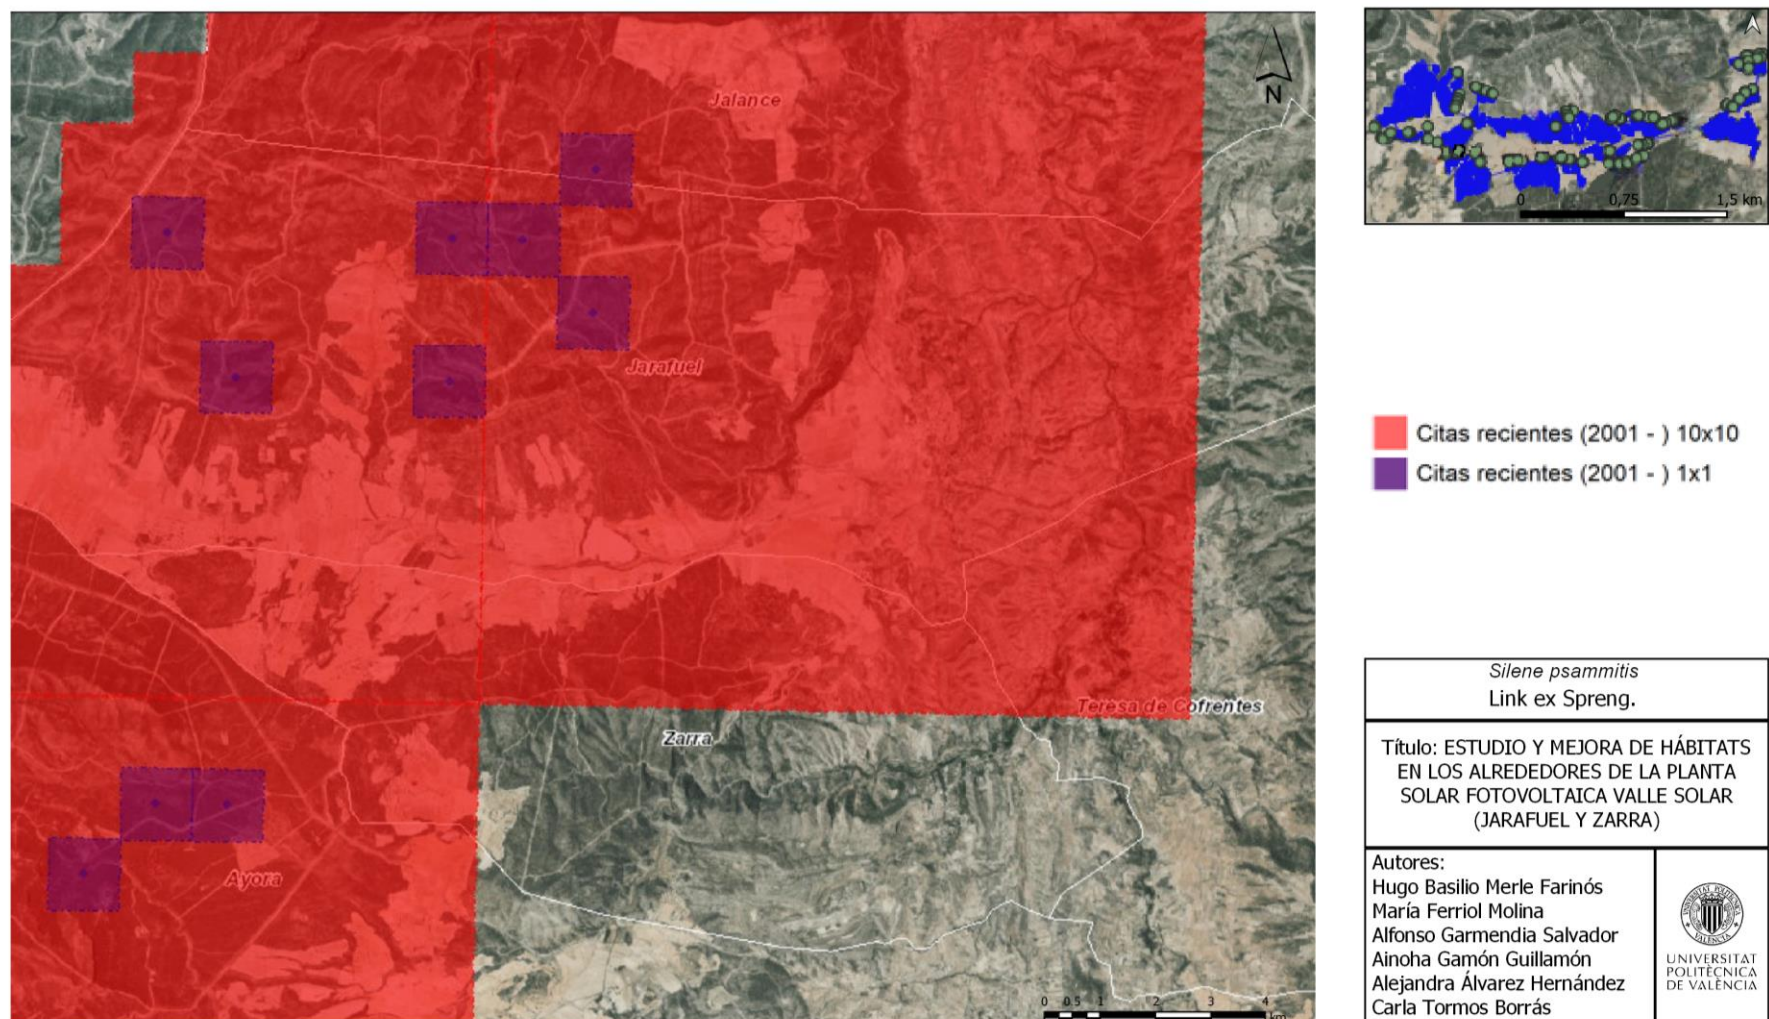 Jalance
N
Jarafuel
Teresa de Cofrentes
Zarra
Ayora
0 0.5 1 2 3 4
km
0 0,75 1,5 km
Citas recientes (2001 - ) 10x10
Citas recientes (2001 - ) 1x1
Silene psammitis
Link ex Spreng.
Título: ESTUDIO Y MEJORA DE HÁBITATS
EN LOS ALREDEDORES DE LA PLANTA
SOLAR FOTOVOLTAICA VALLE SOLAR
(JARAFUEL Y ZARRA)
Autores:
Hugo Basilio Merle Farinós
María Ferriol Molina
Alfonso Garmendia Salvador
Ainoha Gamón Guillamón
Alejandra Álvarez Hernández
Carla Tormos Borrás
UNIVERSITAT
POLITÈCNICA
DE VALÈNCIA